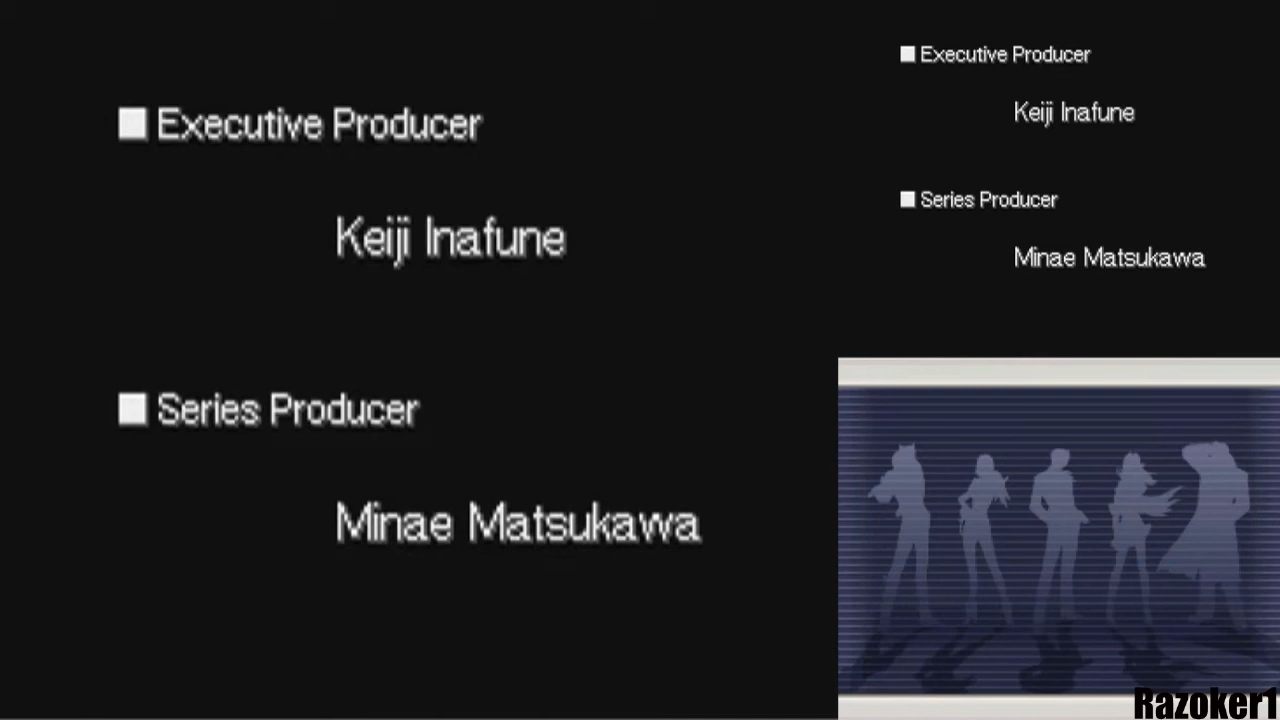 ■ Executive Producer
Keiji Inafune
■ Series Producer
Minae Matsukawa
■ Executive Producer
Keiji Inafune
■ Series Producer
Minae Matsukawa
Razoker1